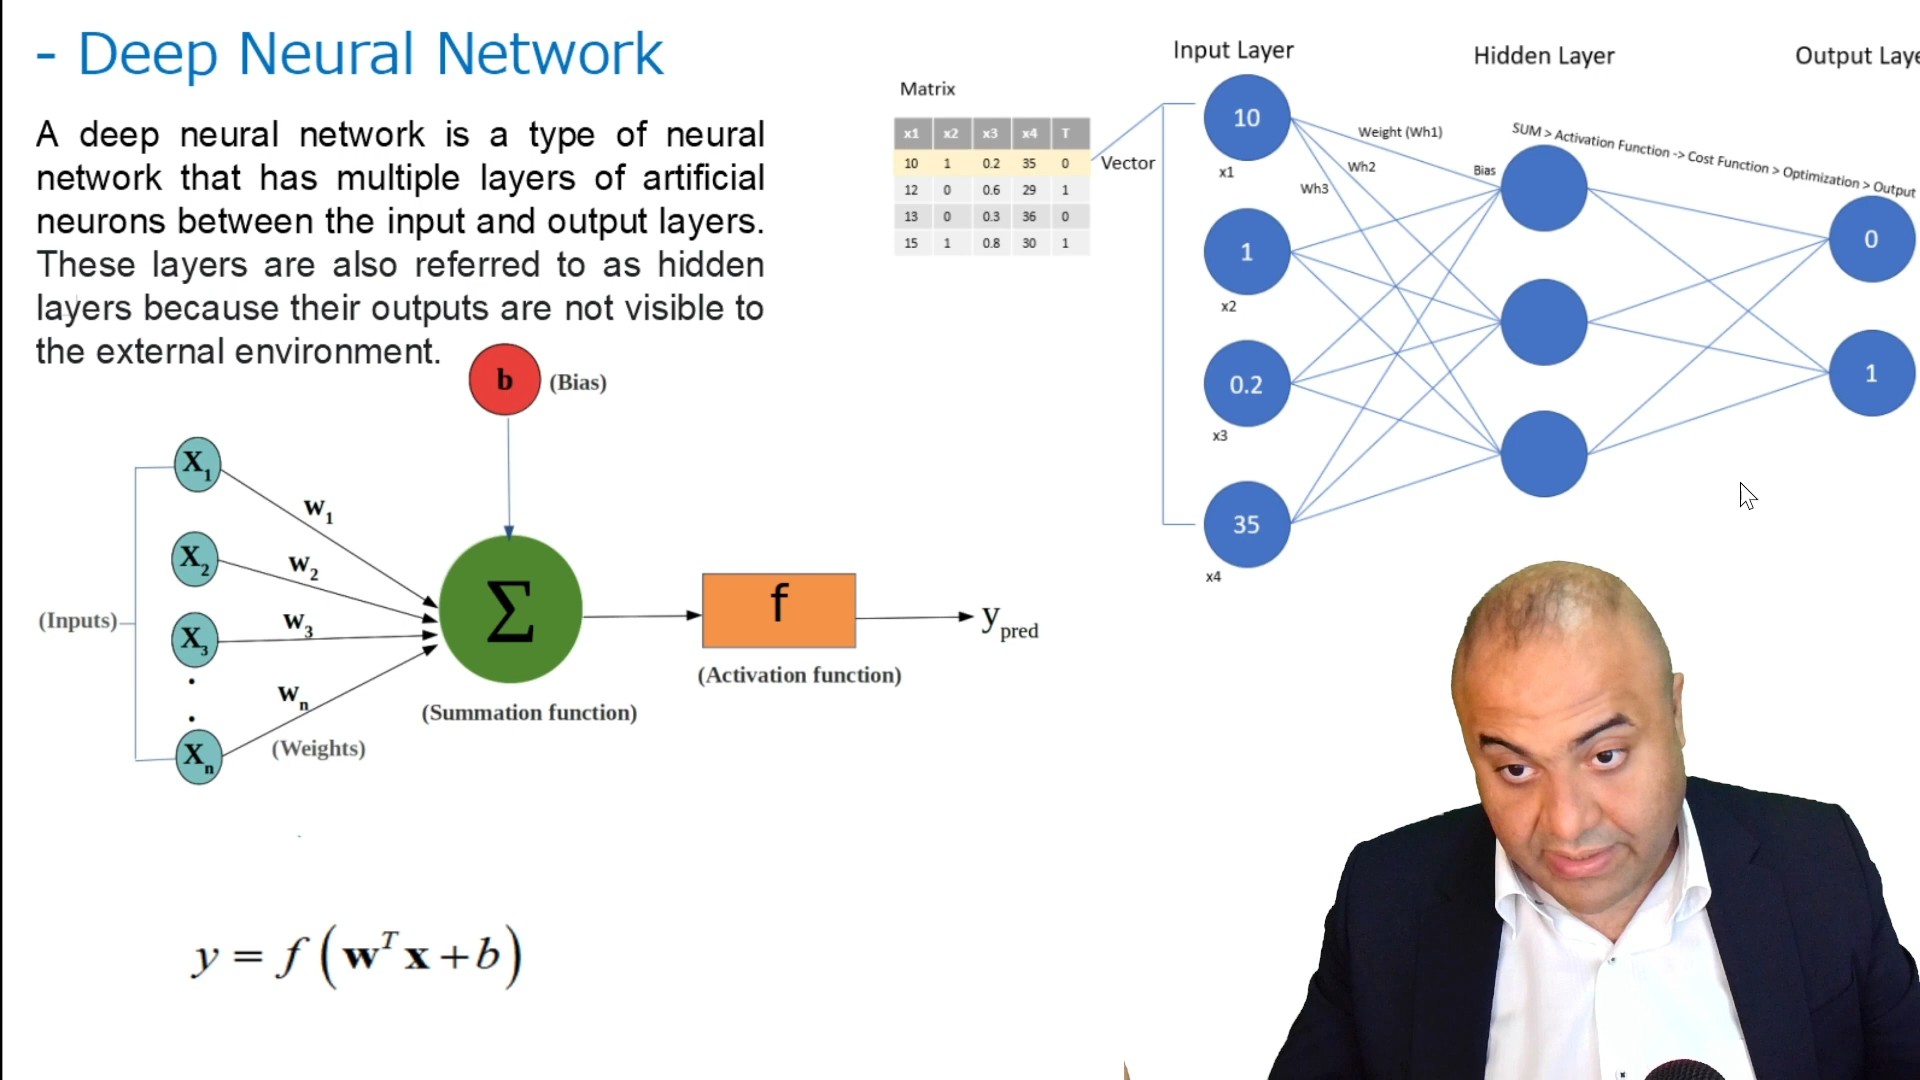 - Deep Neural Network
A deep neural network is a type of neural
network that has multiple layers of artificial
neurons between the input and output layers.
These layers are also referred to as hidden
layers because their outputs are not visible to
the external environment.
b (Bias)
X1
w1
X2
w2
(Inputs)
X3
w3
.
.
Xn
wn
(Weights)
Σ
(Summation function)
f
(Activation function)
ypred
y = f (w^T x + b)
Matrix
x1 x2 x3 x4 T
10 1 0.2 35 0
12 0 0.6 29 1
13 0 0.3 36 0
15 1 0.8 30 1
Vector
Input Layer
10
x1
1
x2
0.2
x3
35
x4
Weight (Wh1)
Wh2
Wh3
Bias
Hidden Layer
SUM > Activation Function -> Cost Function > Optimization > Output
Output
0
1